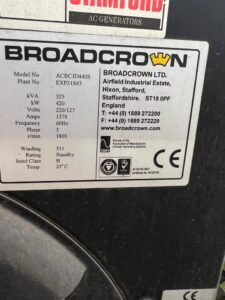 STAMFORD
AC GENERATORS
BROADCROWN
Model No ACBCJD440S
Plant No EXP31843
kVA 525
kW 420
Voltage 220/127
Amps 1378
Frequency 60Hz
Phase 3
r/min 1800
Winding 311
Rating Standby
Insul Class H
Temp 25°C
BROADCROWN LTD.
Airfield Industrial Estate,
Hixon, Stafford,
Staffordshire. ST18 0PF
England
T: +44 (0) 1889 272200
F: +44 (0) 1889 272220
www.broadcrown.com
CE